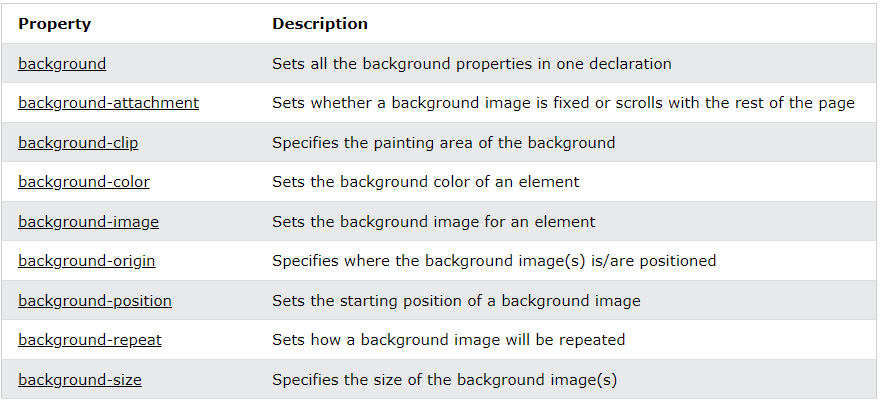 Property Description
background Sets all the background properties in one declaration
background-attachment Sets whether a background image is fixed or scrolls with the rest of the page
background-clip Specifies the painting area of the background
background-color Sets the background color of an element
background-image Sets the background image for an element
background-origin Specifies where the background image(s) is/are positioned
background-position Sets the starting position of a background image
background-repeat Sets how a background image will be repeated
background-size Specifies the size of the background image(s)